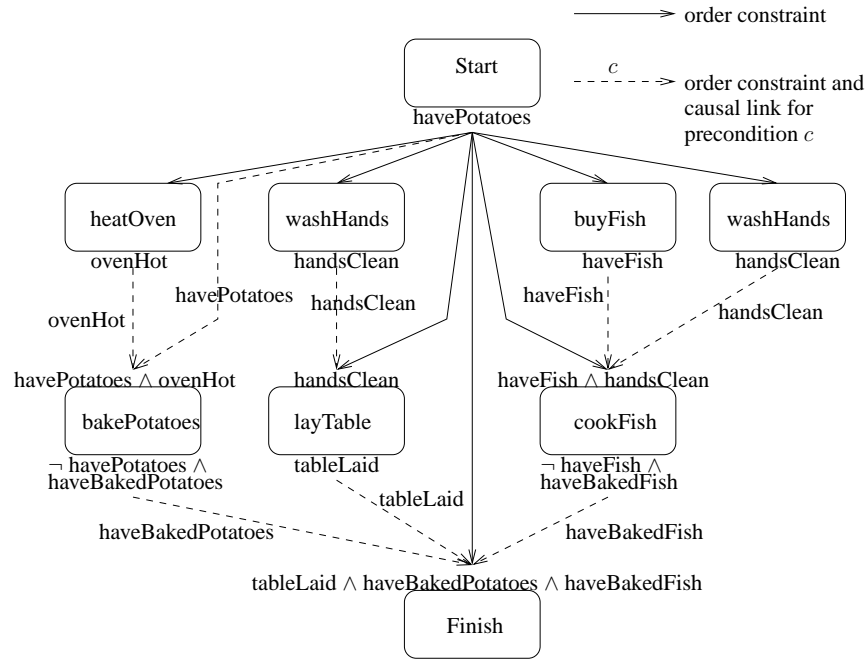 order constraint
Start
c
order constraint and
causal link for
precondition c
havePotatoes
heatOven
washHands
buyFish
washHands
ovenHot
handsClean
haveFish
handsClean
havePotatoes
handsClean
haveFish
handsClean
ovenHot
havePotatoes ∧ ovenHot
handsClean
haveFish ∧ handsClean
bakePotatoes
layTable
cookFish
¬ havePotatoes ∧
haveBakedPotatoes
tableLaid
¬ haveFish ∧
haveBakedFish
tableLaid
haveBakedPotatoes
haveBakedFish
tableLaid ∧ haveBakedPotatoes ∧ haveBakedFish
Finish